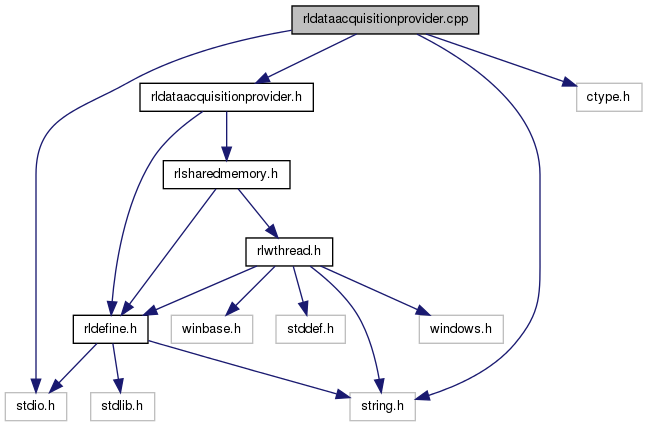 rldataacquisitionprovider.cpp
rldataacquisitionprovider.h
ctype.h
rlsharedmemory.h
rlwthread.h
rldefine.h
winbase.h
stddef.h
windows.h
stdio.h
stdlib.h
string.h